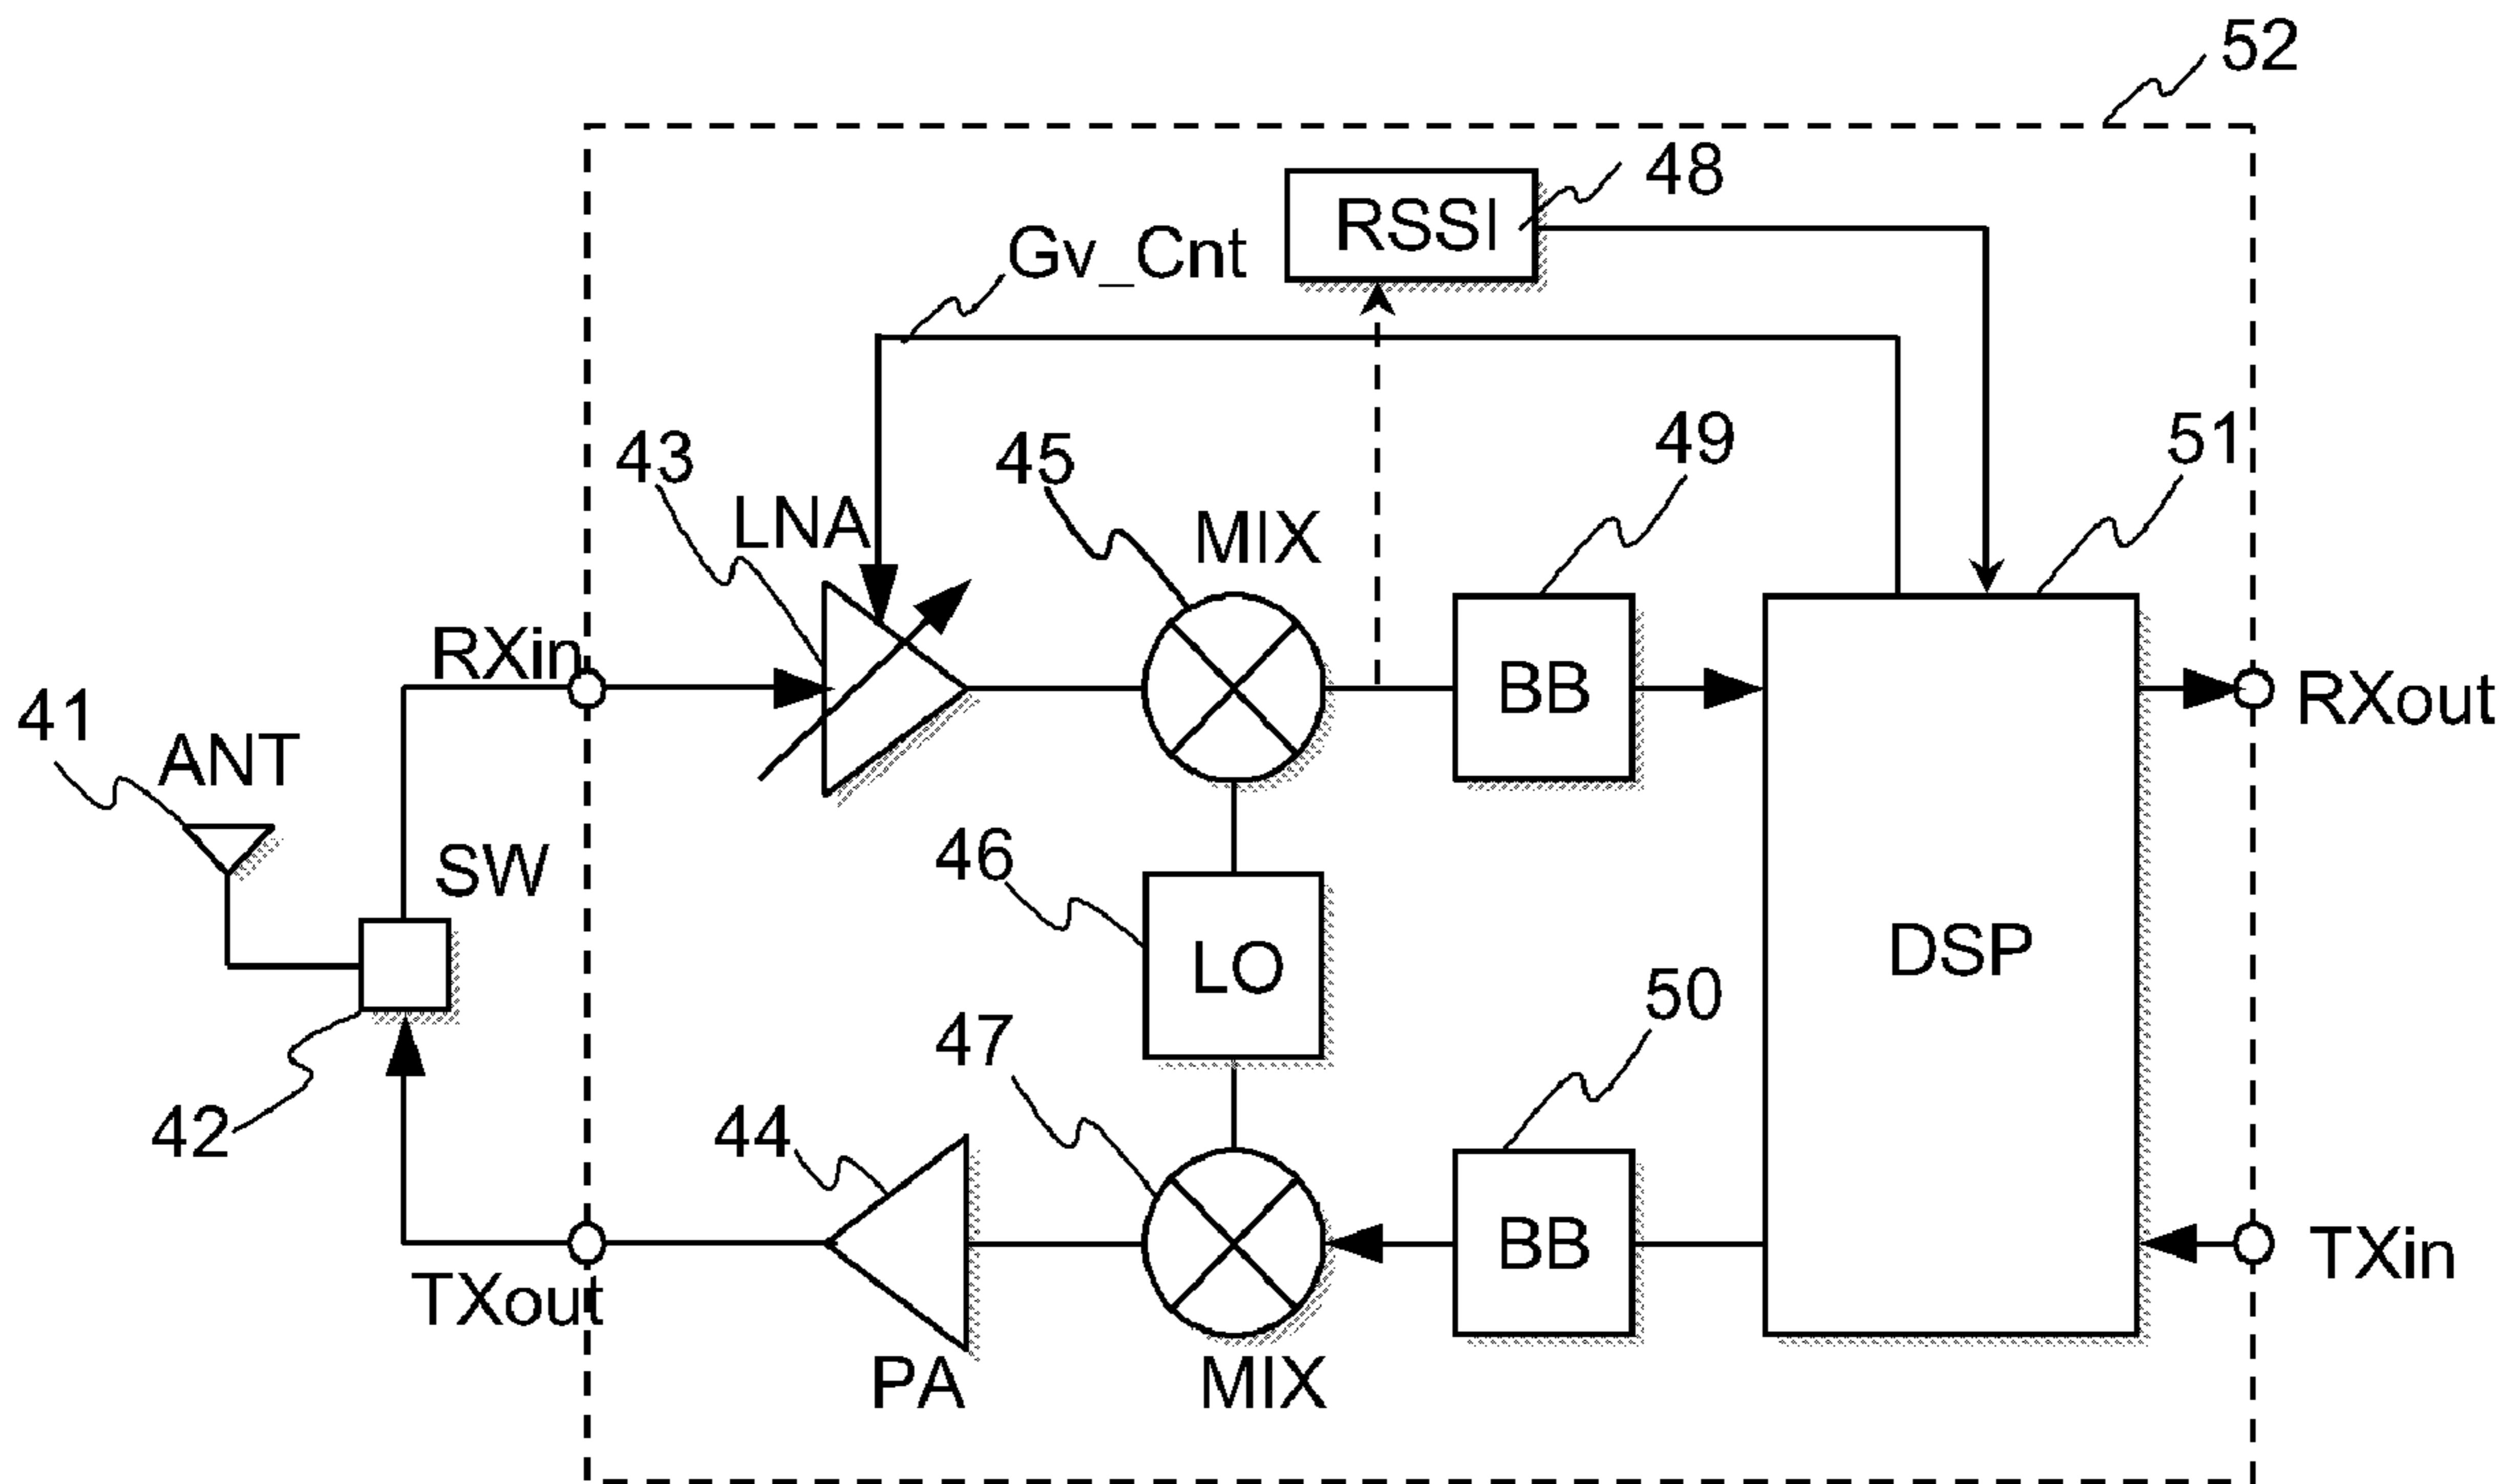 52
48
RSSI
Gv_Cnt
43
45
49
51
LNA
MIX
RXin
BB
RXout
41
ANT
SW
46
LO
DSP
47
50
42
44
BB
TXin
TXout
PA
MIX